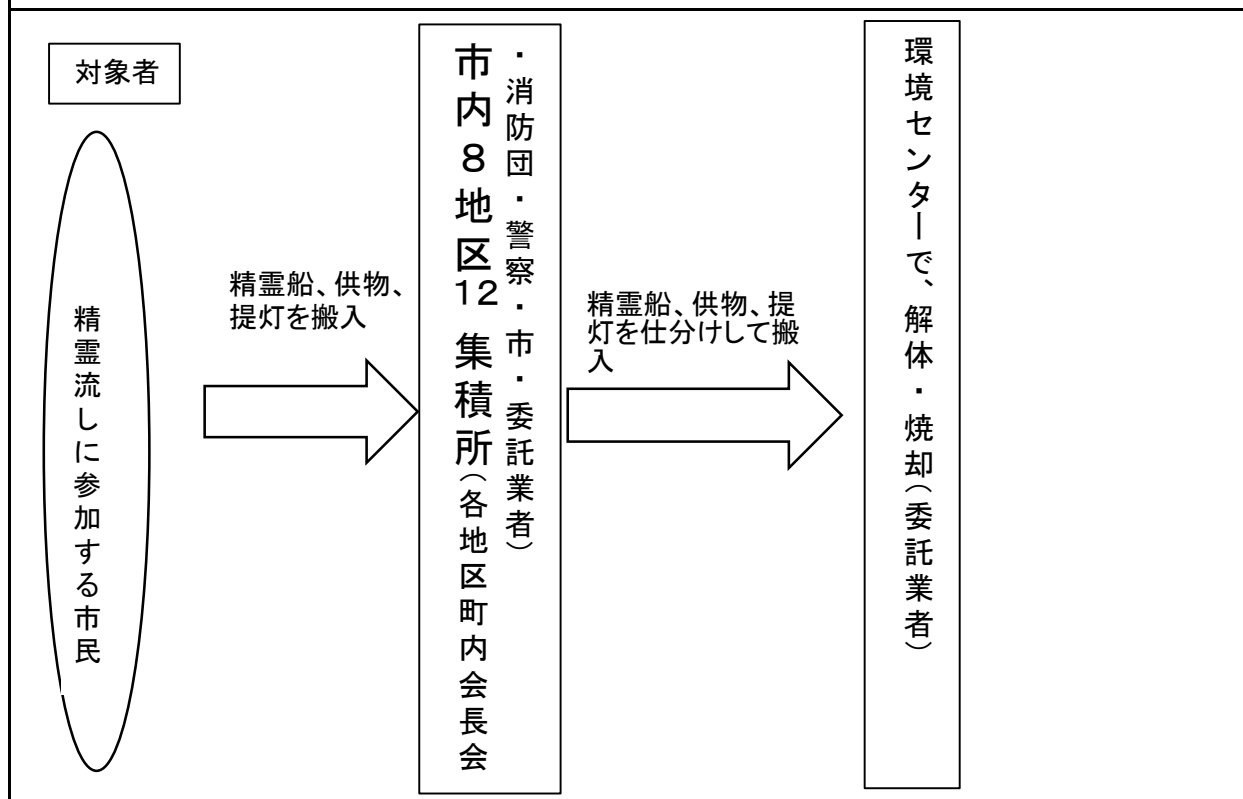 対象者
精霊流しに参加する市民
精霊船、供物、
提灯を搬入
市内8地区12集積所(各地区町内会長会
・消防団・警察・市・委託業者)
精霊船、供物、提
灯を仕分けして搬
入
環境センターで、解体・焼却(委託業者)